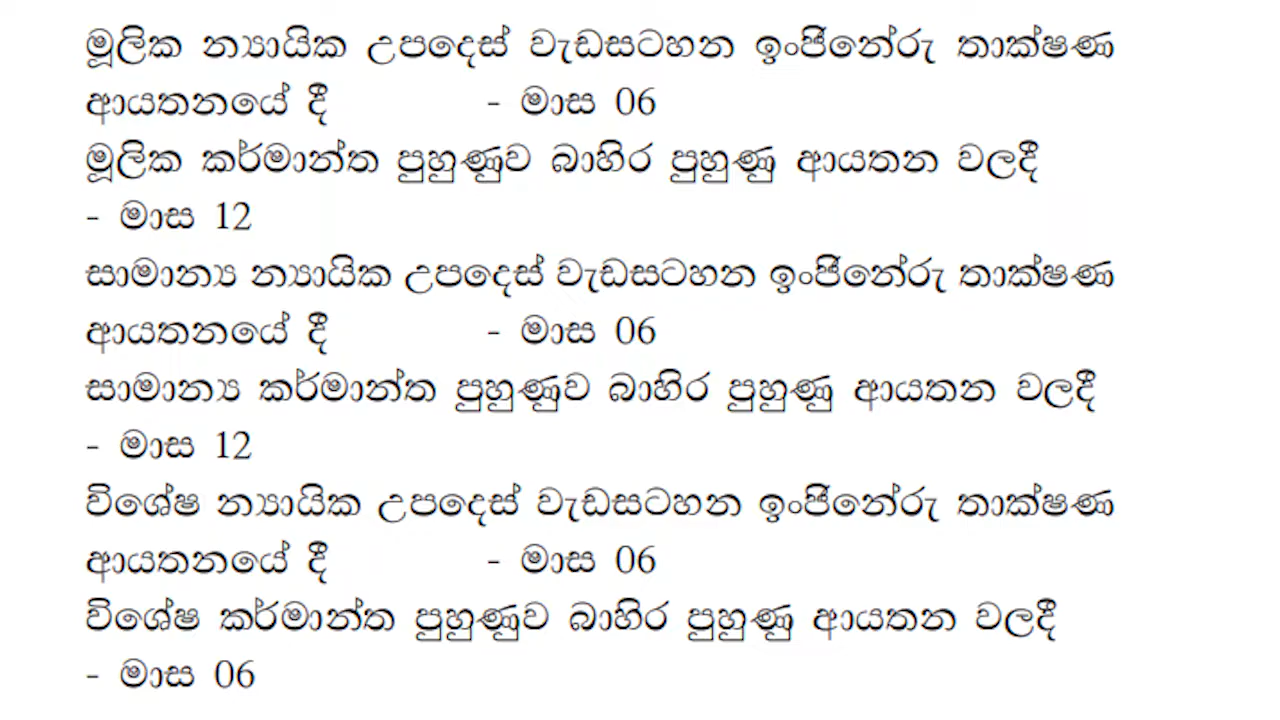 මූලික න්‍යායික උපදෙස් වැඩසටහන ඉංජිනේරු තාක්ෂණ
ආයතනයේ දී - මාස 06
මූලික කර්මාන්ත පුහුණුව බාහිර පුහුණු ආයතන වලදී
- මාස 12
සාමාන්‍ය න්‍යායික උපදෙස් වැඩසටහන ඉංජිනේරු තාක්ෂණ
ආයතනයේ දී - මාස 06
සාමාන්‍ය කර්මාන්ත පුහුණුව බාහිර පුහුණු ආයතන වලදී
- මාස 12
විශේෂ න්‍යායික උපදෙස් වැඩසටහන ඉංජිනේරු තාක්ෂණ
ආයතනයේ දී - මාස 06
විශේෂ කර්මාන්ත පුහුණුව බාහිර පුහුණු ආයතන වලදී
- මාස 06